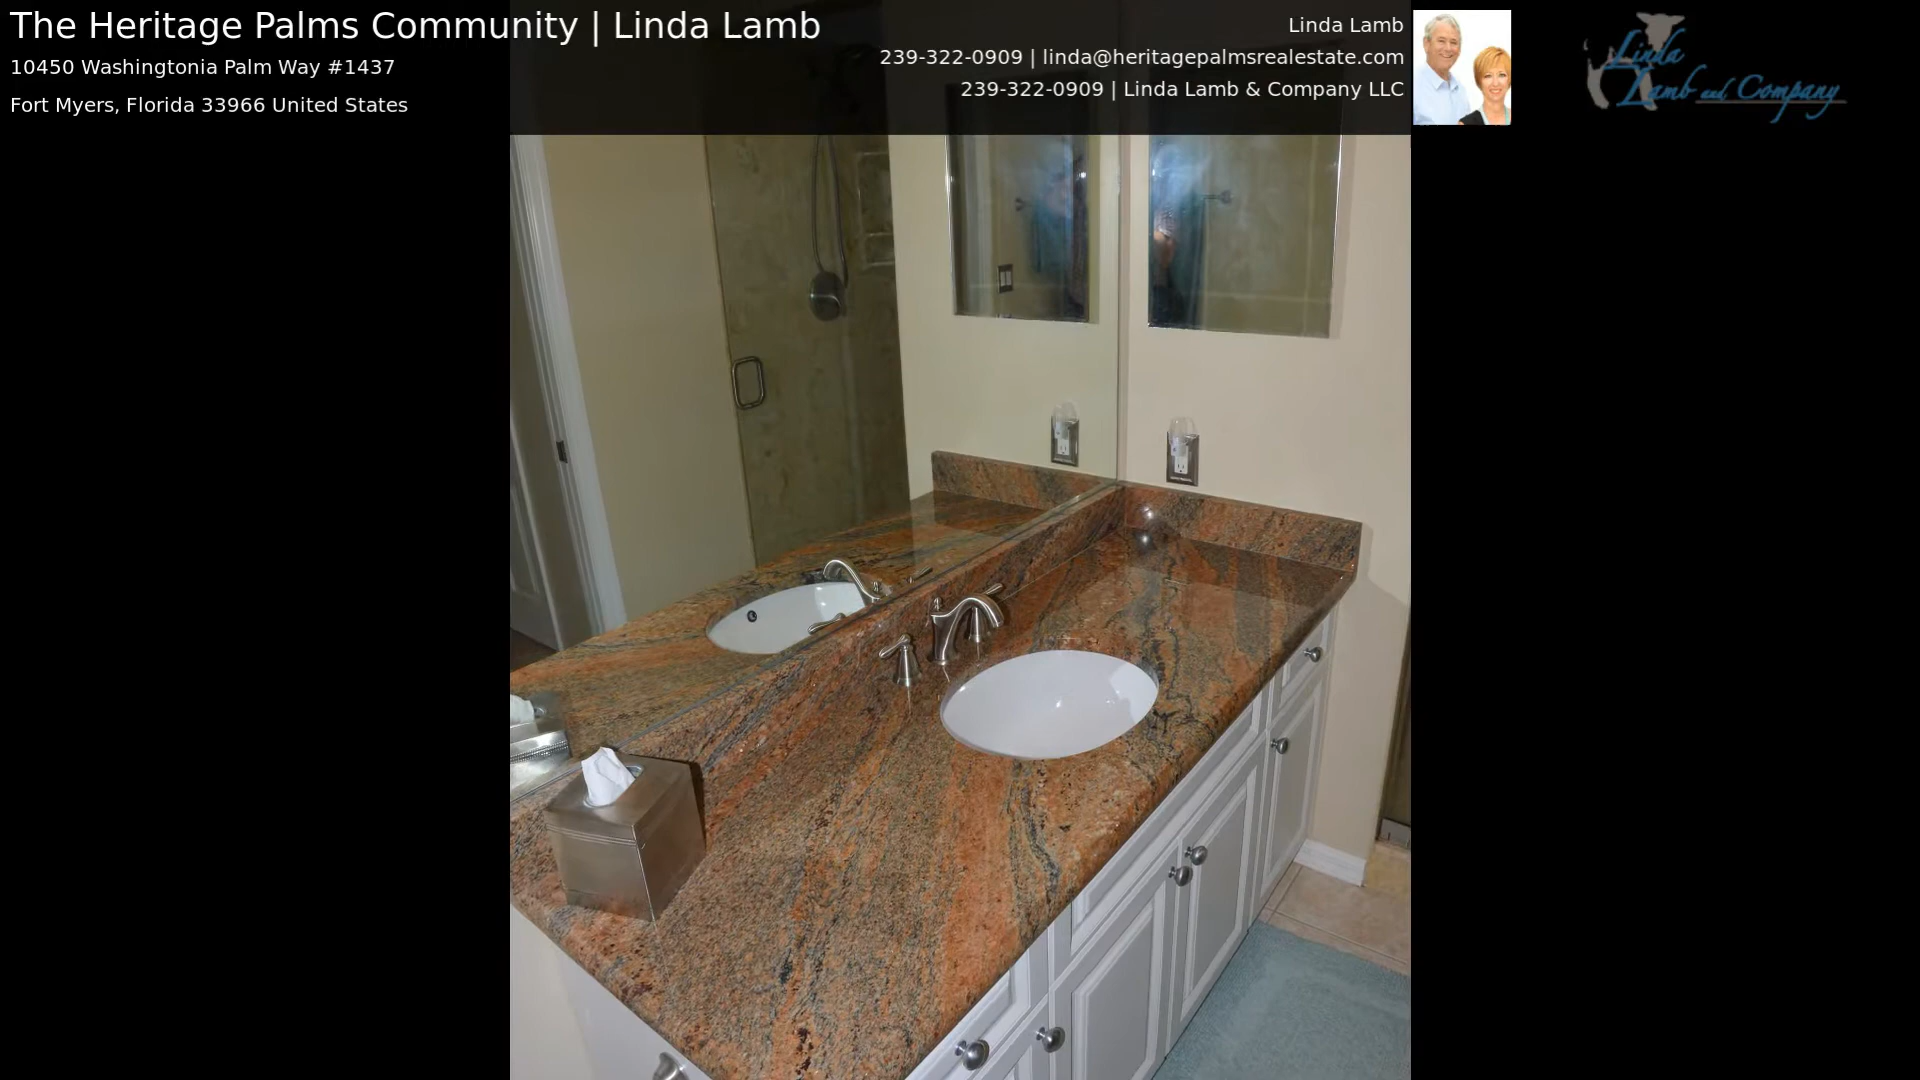 The Heritage Palms Community | Linda Lamb
10450 Washingtonia Palm Way #1437
Fort Myers, Florida 33966 United States
Linda Lamb
239-322-0909 | linda@heritagepalmsrealestate.com
239-322-0909 | Linda Lamb & Company LLC
Linda
Lamb and Company